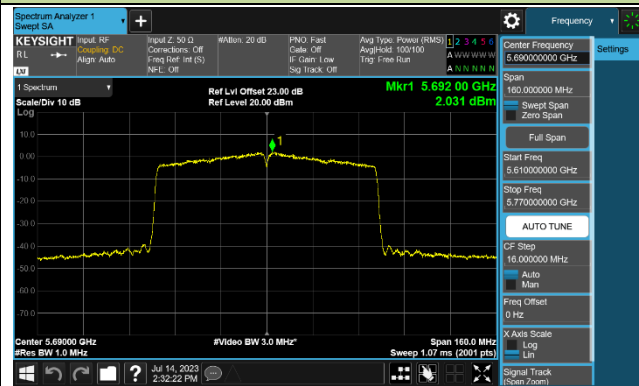 Spectrum Analyzer 1
Swept SA
Frequency
KEYSIGHT
RL
LXI
Input: RF
Coupling: DC
Align: Auto
Input Z: 50 Ω
Corrections: Off
Freq Ref: Int (S)
NFE: Off
#Atten: 20 dB
PNO: Fast
Gate: Off
IF Gain: Low
Sig Track: Off
Avg Type: Power (RMS)
Avg|Hold: 100/100
Trig: Free Run
1 2 3 4 5 6
A W W W W W
A N N N N N
1 Spectrum
Scale/Div 10 dB
Log
Ref Lvl Offset 23.00 dB
Ref Level 20.00 dBm
Mkr1 5.692 00 GHz
2.031 dBm
1
10.0
0.00
-10.0
-20.0
-30.0
-40.0
-50.0
-60.0
-70.0
Center 5.69000 GHz
#Res BW 1.0 MHz
#Video BW 3.0 MHz*
Span 160.0 MHz
Sweep 1.07 ms (2001 pts)
Jul 14, 2023
2:32:22 PM
Center Frequency
5.690000000 GHz
Span
160.000000 MHz
Swept Span
Zero Span
Full Span
Start Freq
5.610000000 GHz
Stop Freq
5.770000000 GHz
AUTO TUNE
CF Step
16.000000 MHz
Auto
Man
Freq Offset
0 Hz
X Axis Scale
Log
Lin
Signal Track
(Span Zoom)
Settings